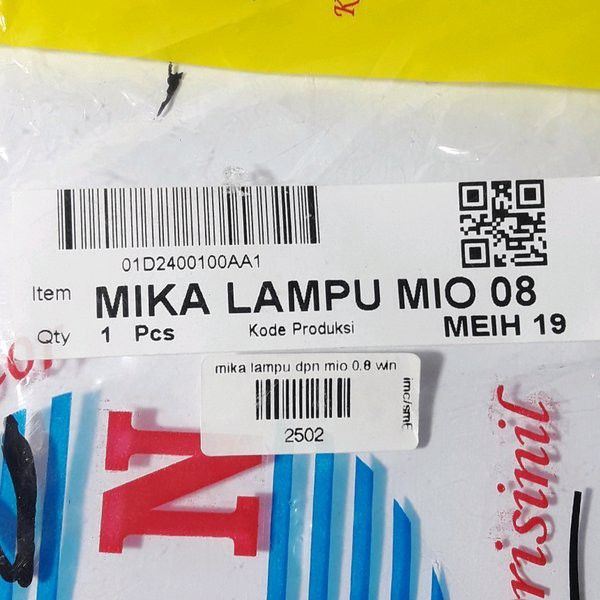 01D2400100AA1
Item MIKA LAMPU MIO 08
Qty 1 Pcs Kode Produksi MEIH 19
mika lampu dpn mio 0.8 win
2502
N